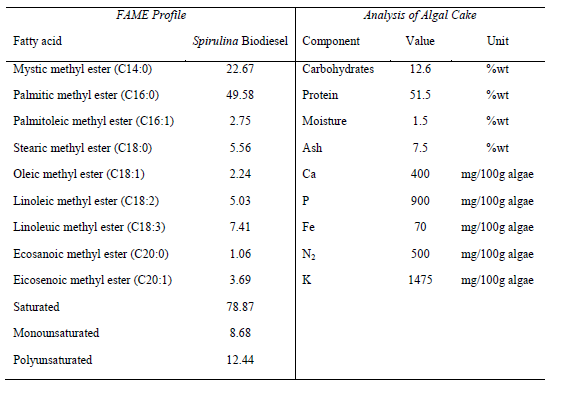 FAME Profile Analysis of Algal Cake
Fatty acid Spirulina Biodiesel Component Value Unit
Mystic methyl ester (C14:0) 22.67 Carbohydrates 12.6 %wt
Palmitic methyl ester (C16:0) 49.58 Protein 51.5 %wt
Palmitoleic methyl ester (C16:1) 2.75 Moisture 1.5 %wt
Stearic methyl ester (C18:0) 5.56 Ash 7.5 %wt
Oleic methyl ester (C18:1) 2.24 Ca 400 mg/100g algae
Linoleic methyl ester (C18:2) 5.03 P 900 mg/100g algae
Linoleuic methyl ester (C18:3) 7.41 Fe 70 mg/100g algae
Ecosanoic methyl ester (C20:0) 1.06 N₂ 500 mg/100g algae
Eicosenoic methyl ester (C20:1) 3.69 K 1475 mg/100g algae
Saturated 78.87
Monounsaturated 8.68
Polyunsaturated 12.44